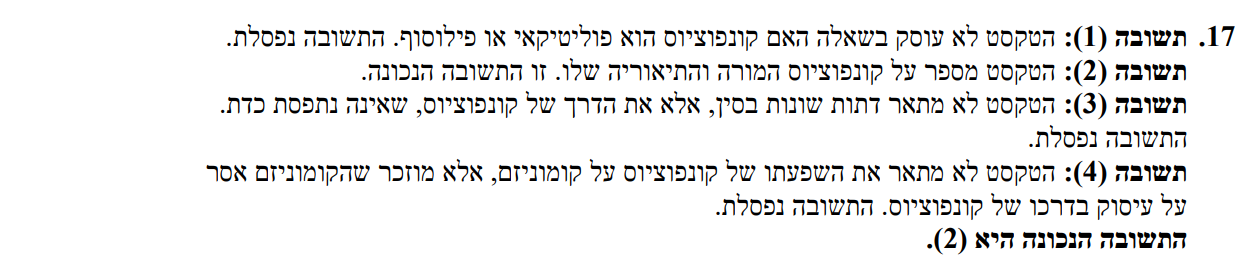 17. תשובה (1): הטקסט לא עוסק בשאלה האם קונפוציוס הוא פוליטיקאי או פילוסוף. התשובה נפסלת.
תשובה (2): הטקסט מספר על קונפוציוס המורה והתיאוריה שלו. זו התשובה הנכונה.
תשובה (3): הטקסט לא מתאר דתות שונות בסין, אלא את הדרך של קונפוציוס, שאינה נתפסת כדת.
התשובה נפסלת.
תשובה (4): הטקסט לא מתאר את השפעתו של קונפוציוס על קומוניזם, אלא מוזכר שהקומוניזם אסר
על עיסוק בדרכו של קונפוציוס. התשובה נפסלת.
התשובה הנכונה היא (2).